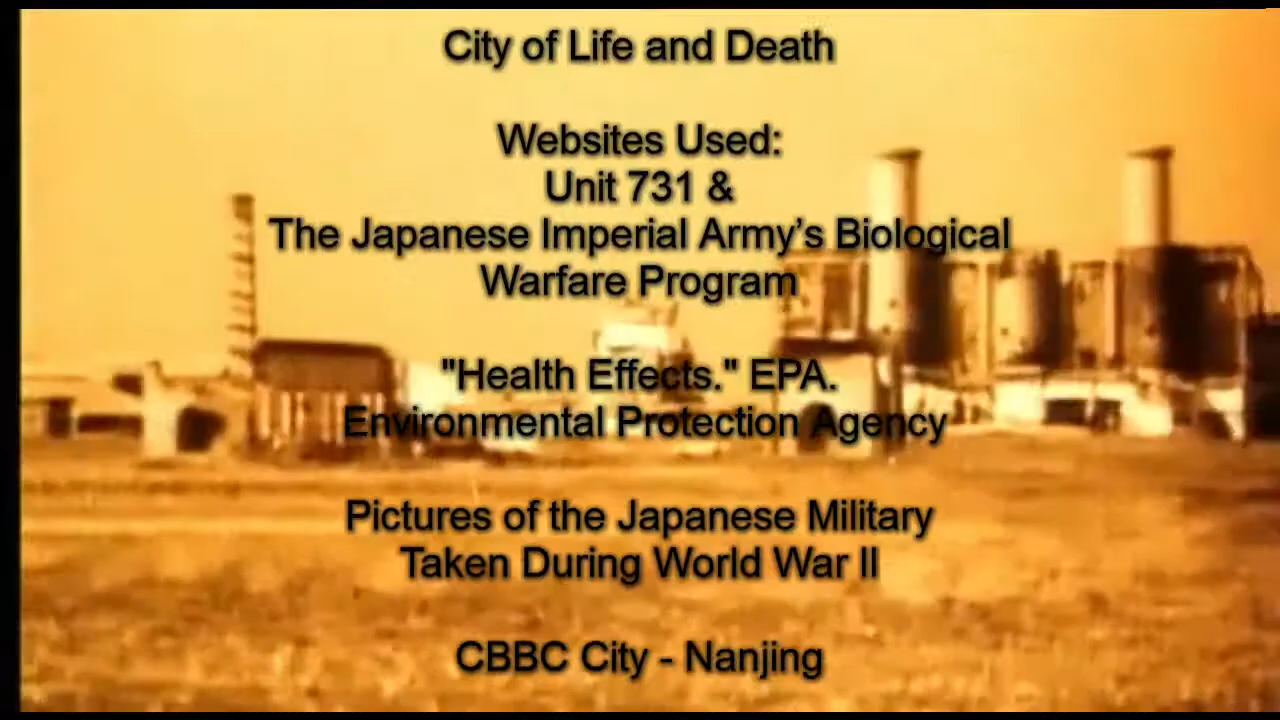 City of Life and Death
Websites Used:
Unit 731 &
The Japanese Imperial Army’s Biological
Warfare Program
"Health Effects." EPA.
Environmental Protection Agency
Pictures of the Japanese Military
Taken During World War II
CBBC City - Nanjing